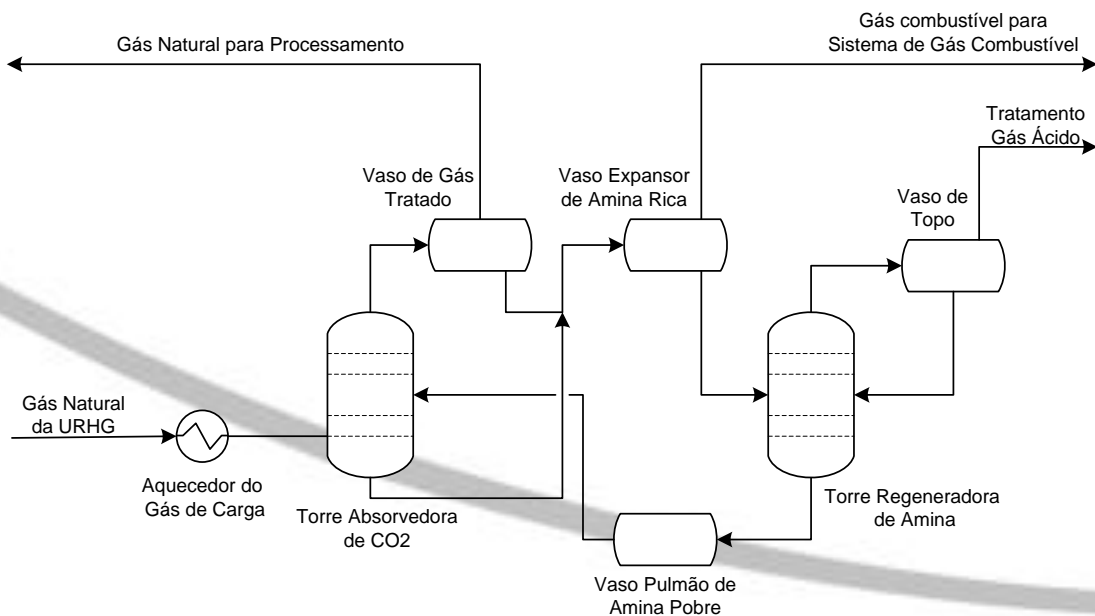 Gás Natural para Processamento
Gás combustível para
Sistema de Gás Combustível
Tratamento
Gás Ácido
Vaso de Gás
Tratado
Vaso Expansor
de Amina Rica
Vaso de
Topo
Gás Natural
da URHG
Aquecedor do
Gás de Carga
Torre Absorvedora
de CO2
Torre Regeneradora
de Amina
Vaso Pulmão de
Amina Pobre